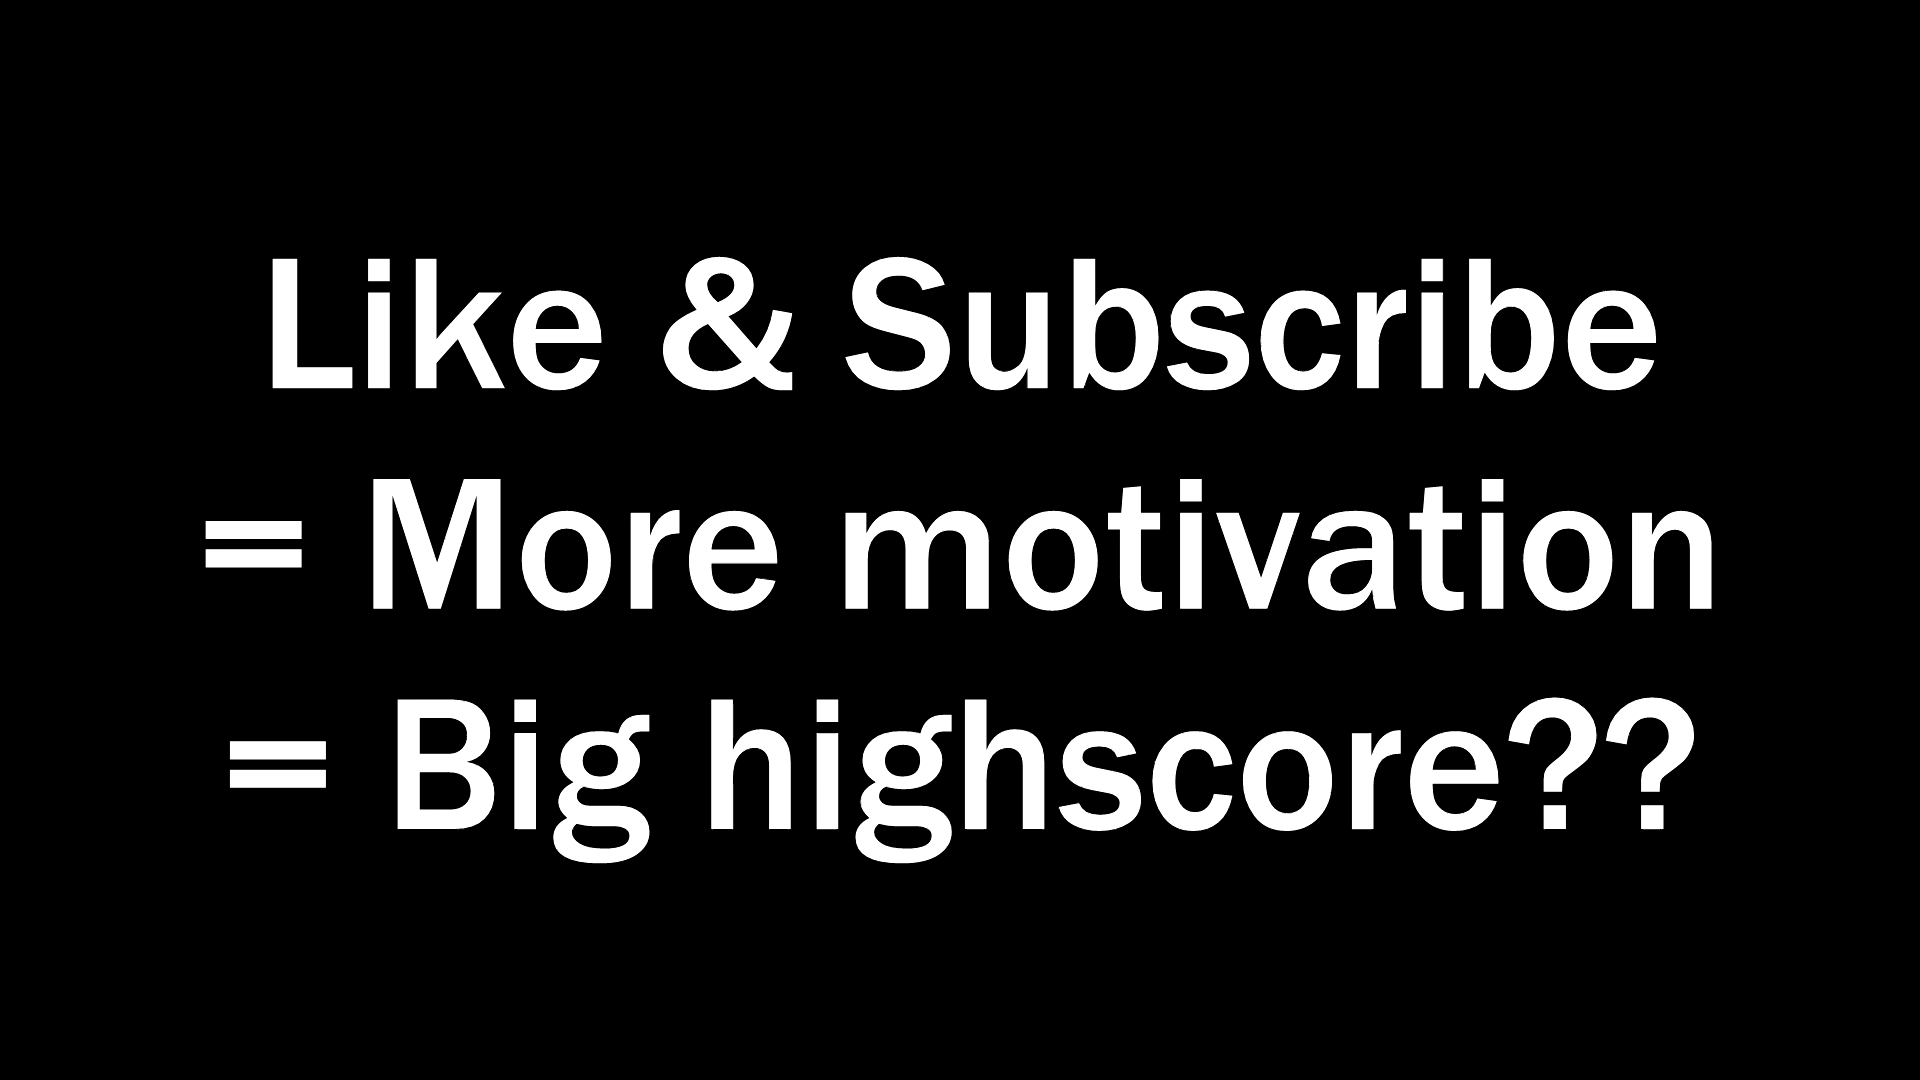 Like & Subscribe
= More motivation
= Big highscore??